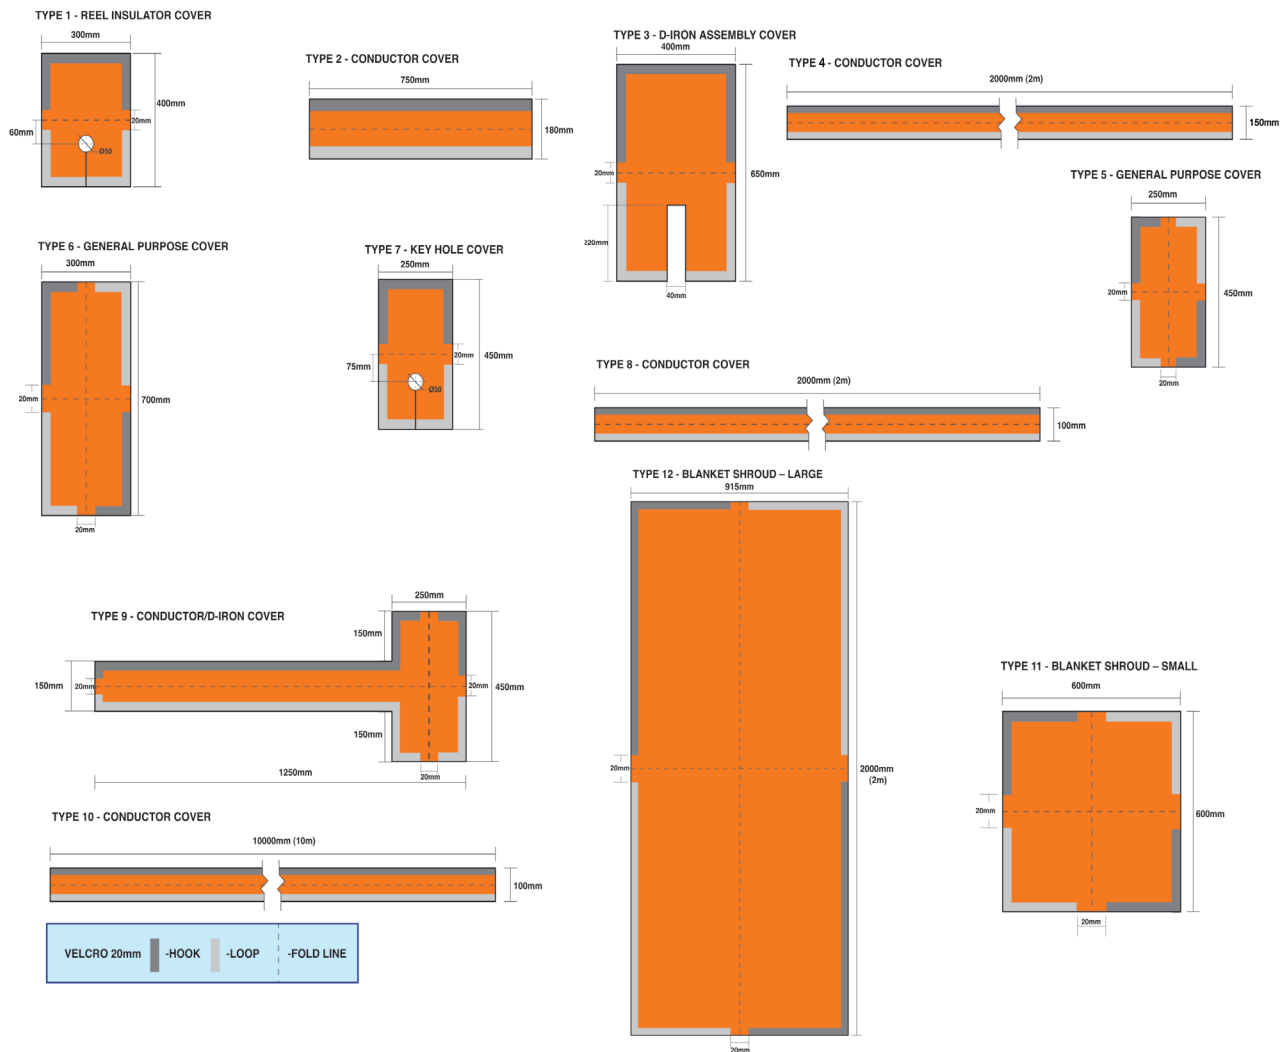 TYPE 1 - REEL INSULATOR COVER
300mm
400mm
20mm
60mm
Ø50
TYPE 2 - CONDUCTOR COVER
750mm
180mm
TYPE 3 - D-IRON ASSEMBLY COVER
400mm
20mm
650mm
220mm
40mm
TYPE 4 - CONDUCTOR COVER
2000mm (2m)
150mm
TYPE 5 - GENERAL PURPOSE COVER
250mm
20mm
450mm
20mm
TYPE 6 - GENERAL PURPOSE COVER
300mm
20mm
700mm
20mm
TYPE 7 - KEY HOLE COVER
250mm
20mm
450mm
75mm
Ø50
TYPE 8 - CONDUCTOR COVER
2000mm (2m)
100mm
TYPE 9 - CONDUCTOR/D-IRON COVER
250mm
150mm
150mm
20mm
20mm
450mm
150mm
20mm
1250mm
TYPE 10 - CONDUCTOR COVER
10000mm (10m)
100mm
TYPE 12 - BLANKET SHROUD – LARGE
915mm
20mm
2000mm
(2m)
20mm
TYPE 11 - BLANKET SHROUD – SMALL
600mm
20mm
600mm
20mm
VELCRO 20mm -HOOK -LOOP -FOLD LINE